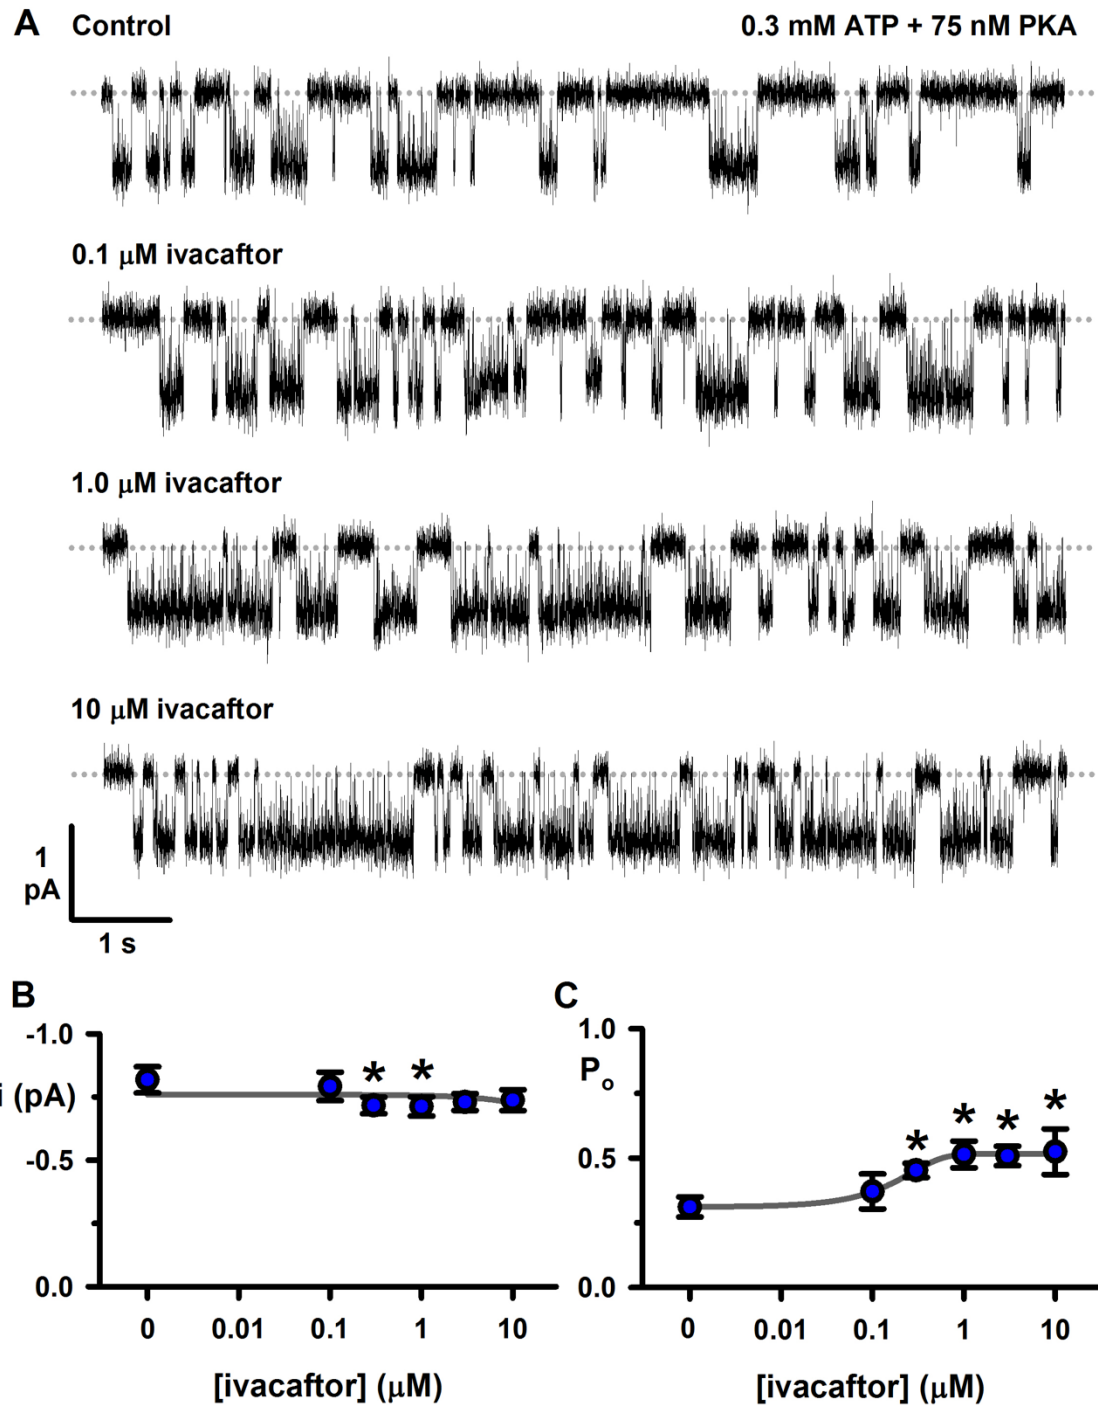 A Control 0.3 mM ATP + 75 nM PKA
0.1 μM ivacaftor
1.0 μM ivacaftor
10 μM ivacaftor
1
pA
1 s
B
-1.0
i (pA)
-0.5
0.0
0 0.01 0.1 1 10
[ivacaftor] (μM)
* *
C
1.0
Po
0.5
0.0
0 0.01 0.1 1 10
[ivacaftor] (μM)
* * * *